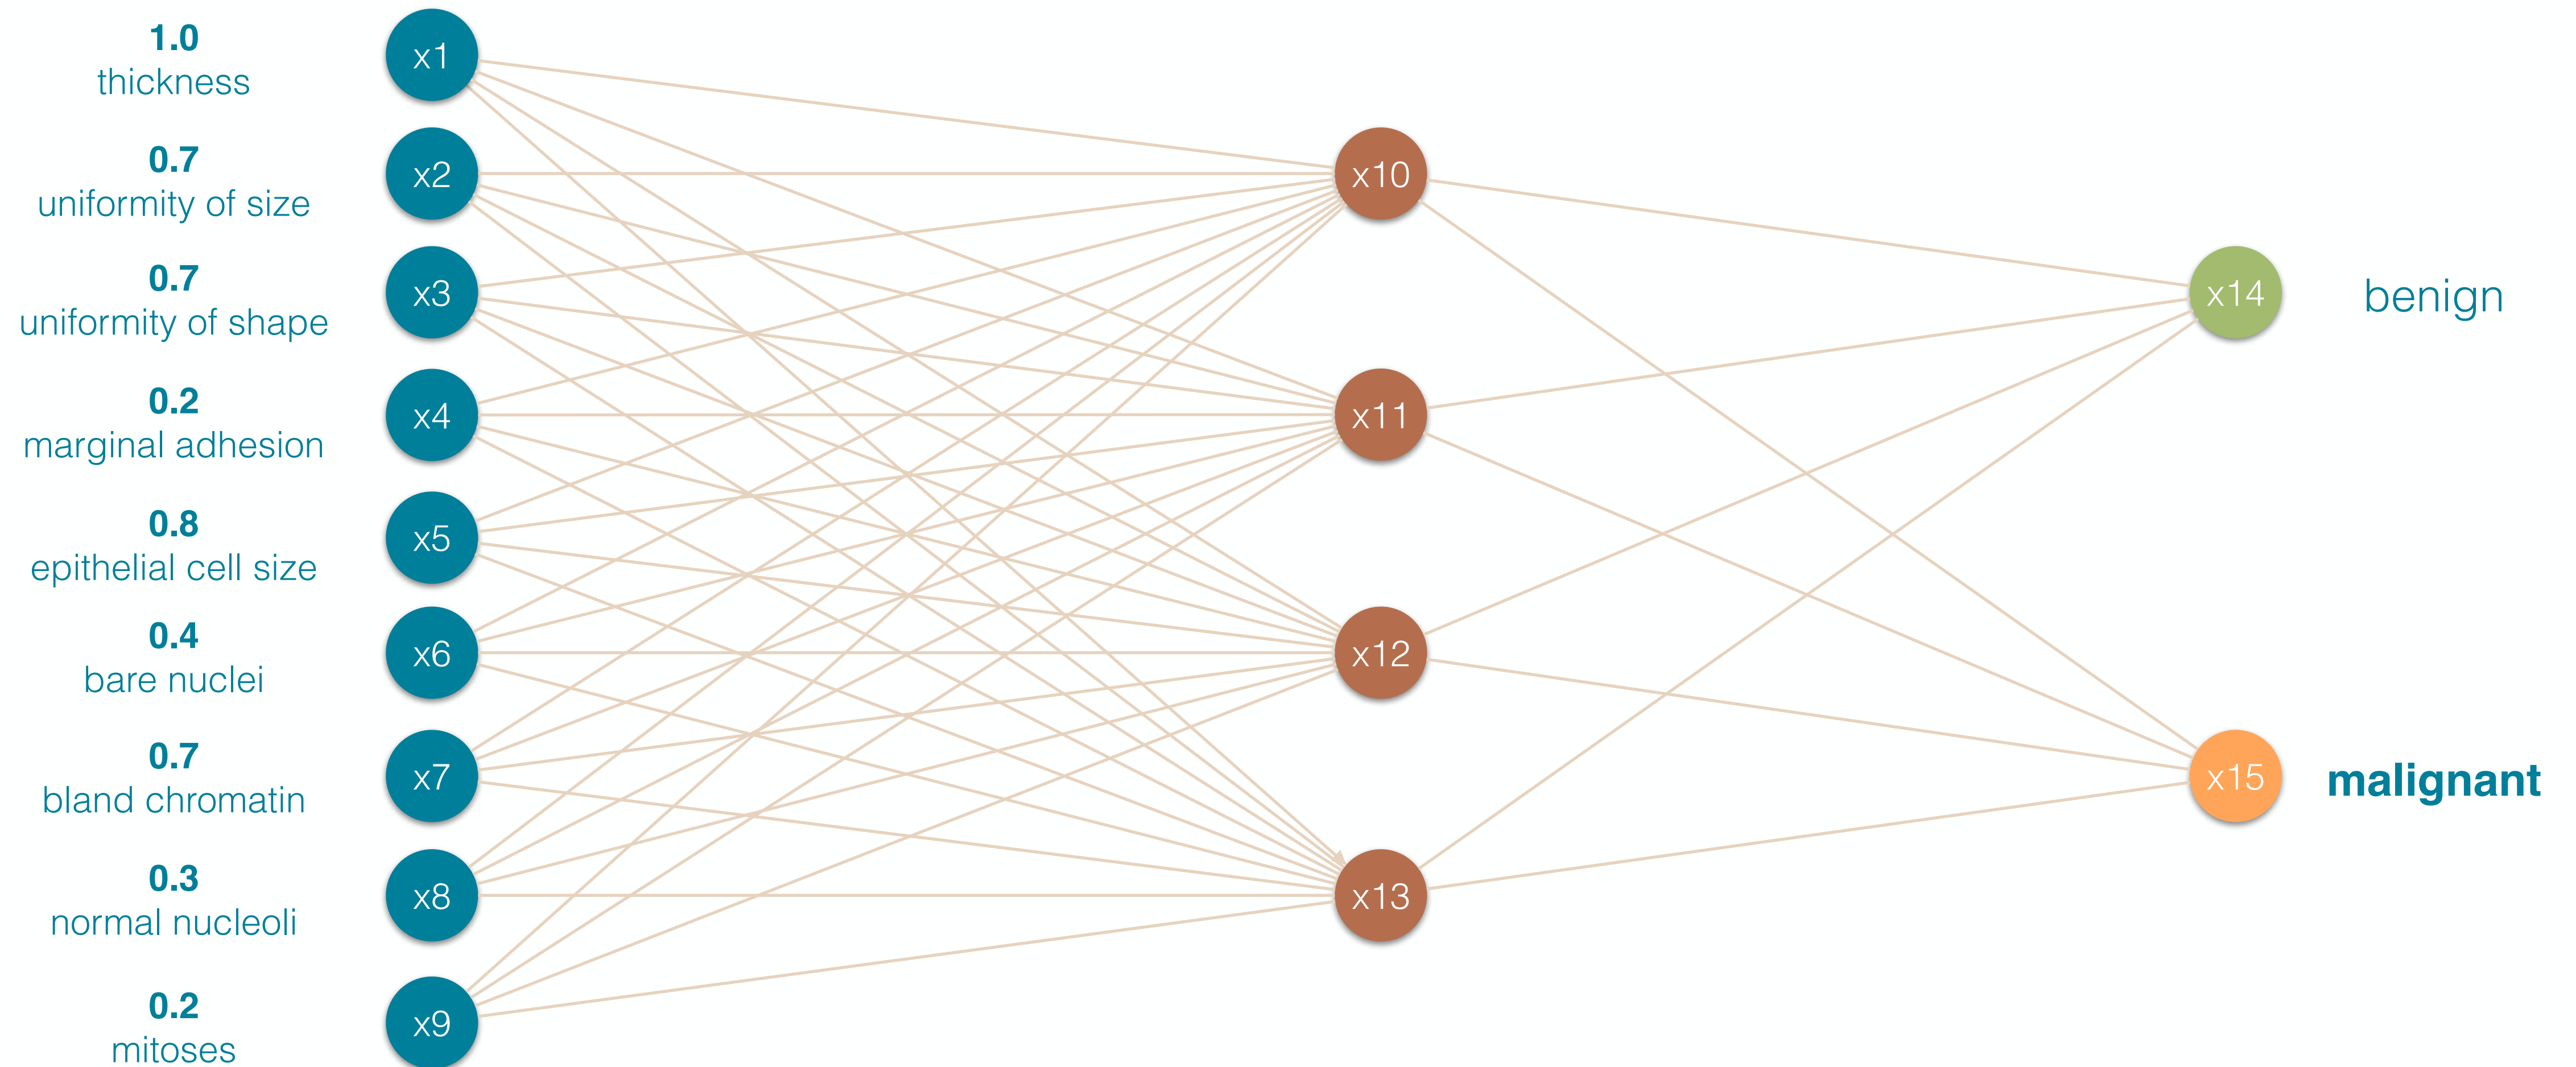 1.0
thickness
x1
0.7
uniformity of size
x2
x10
0.7
uniformity of shape
x3
x14
benign
0.2
marginal adhesion
x4
x11
0.8
epithelial cell size
x5
0.4
bare nuclei
x6
x12
0.7
bland chromatin
x7
x15
malignant
0.3
normal nucleoli
x8
x13
0.2
mitoses
x9